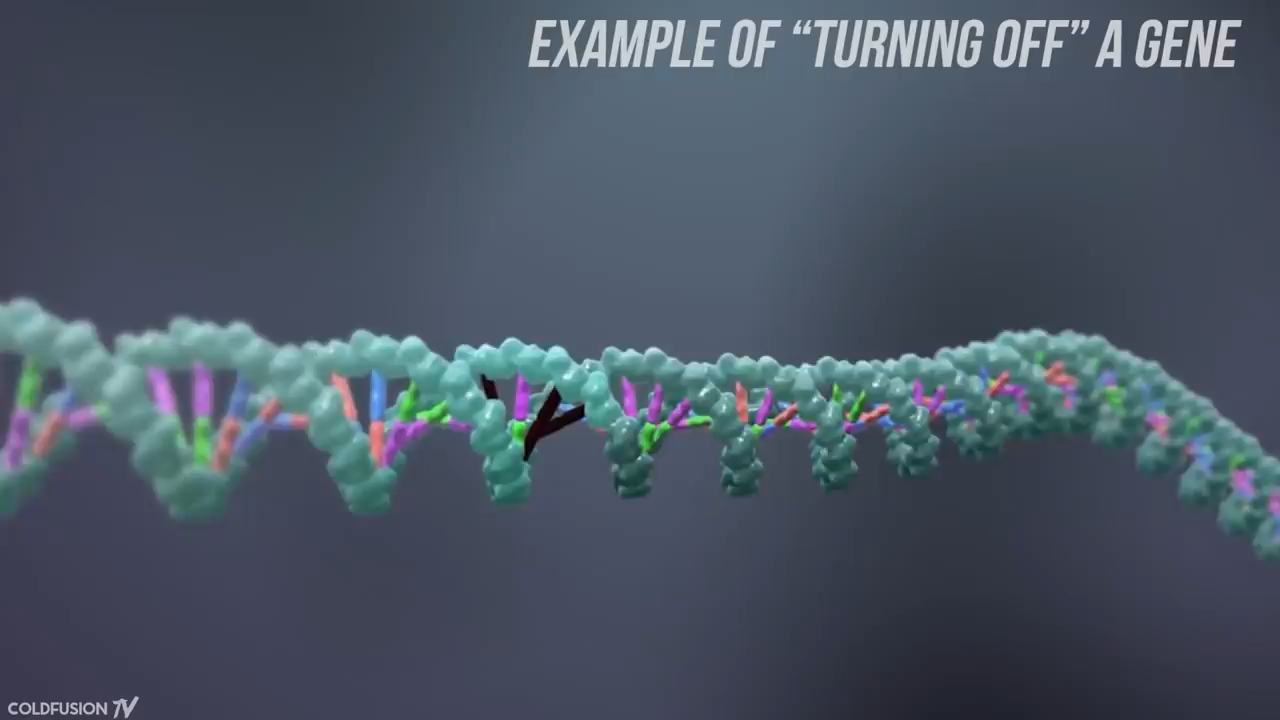 EXAMPLE OF “TURNING OFF” A GENE
COLDFUSION TV